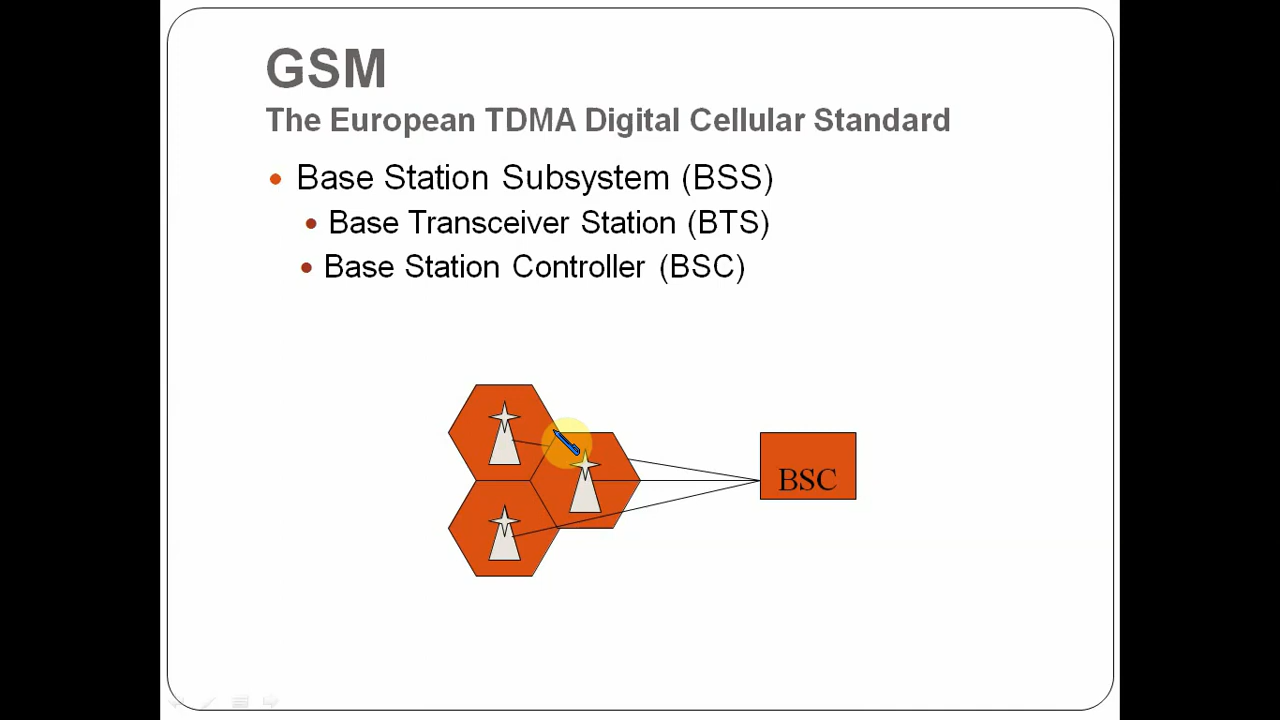 GSM
The European TDMA Digital Cellular Standard
Base Station Subsystem (BSS)
Base Transceiver Station (BTS)
Base Station Controller (BSC)
BSC